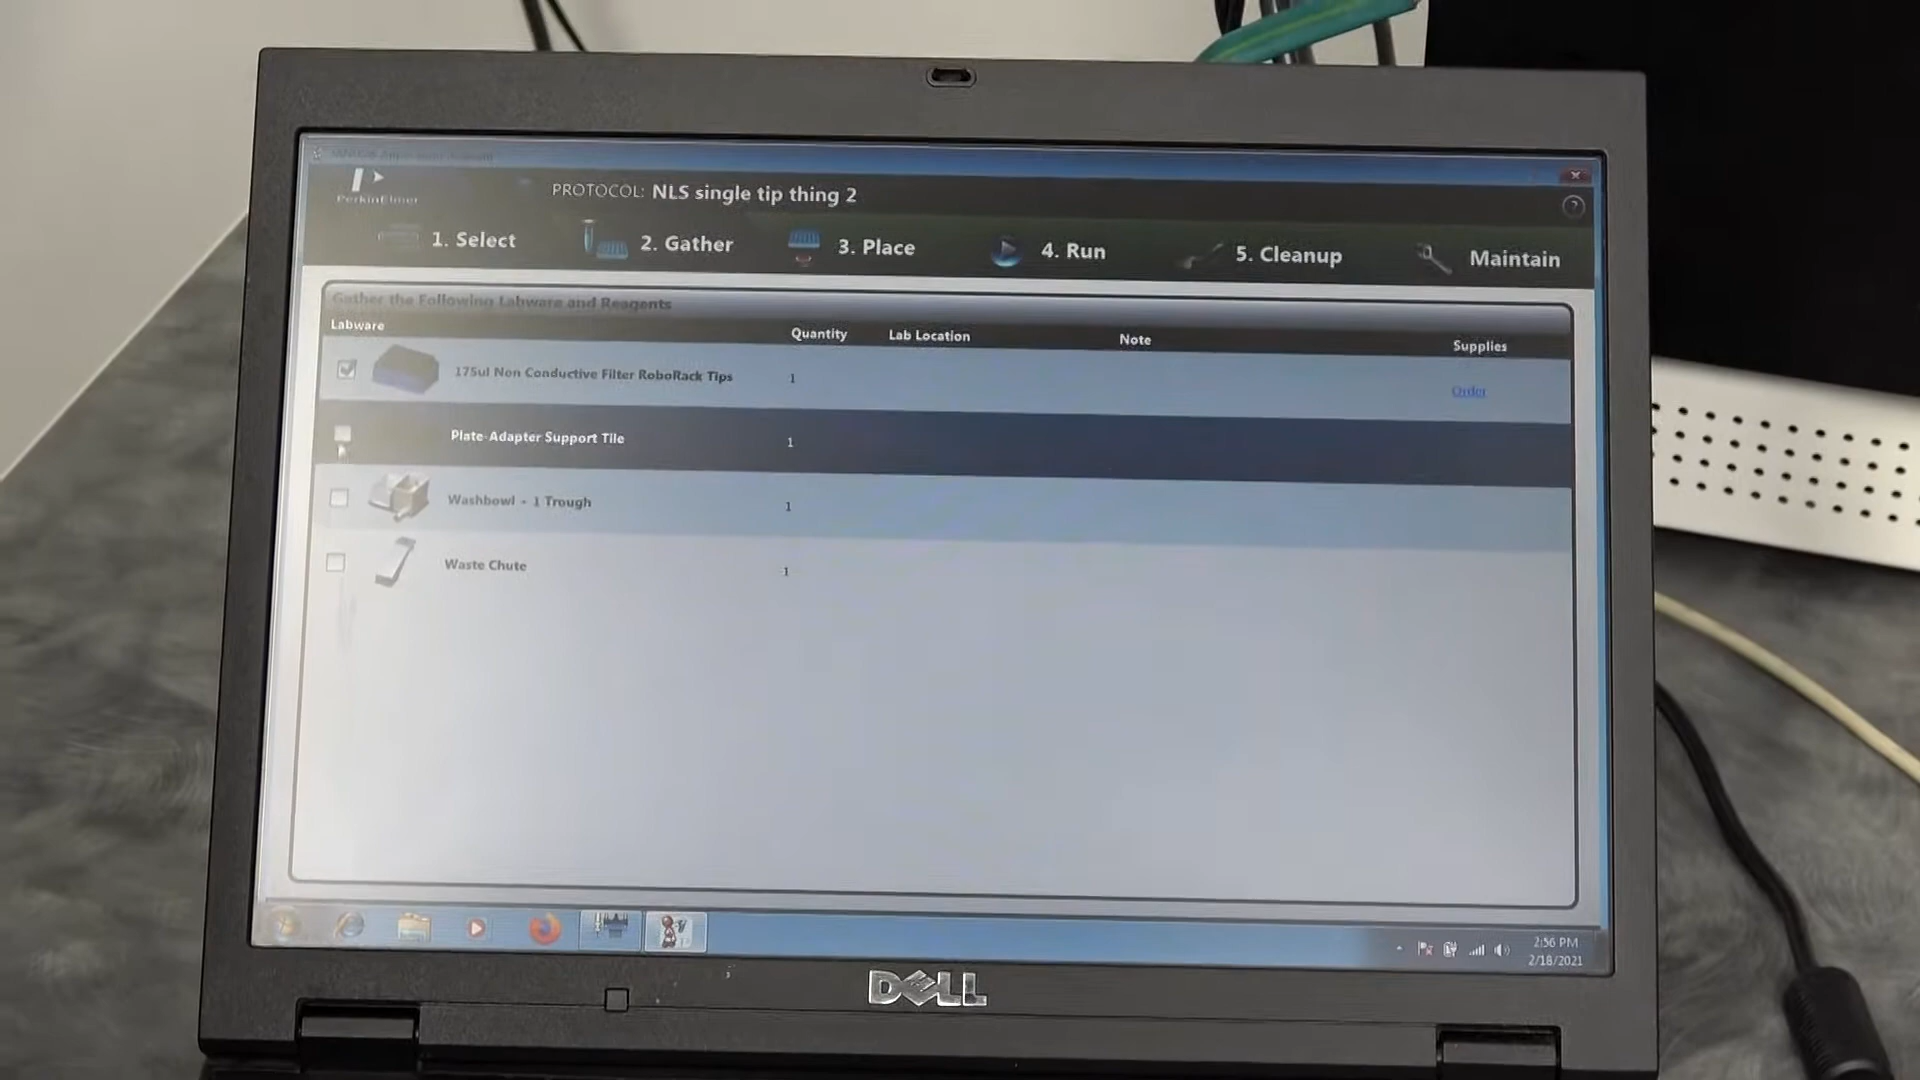 PerkinElmer
PROTOCOL: NLS single tip thing 2
?
1. Select
2. Gather
3. Place
4. Run
5. Cleanup
Maintain
Gather the Following Labware and Reagents
Labware
Quantity
Lab Location
Note
Supplies
175ul Non Conductive Filter RoboRack Tips
1
Order
Plate Adapter Support Tile
1
Washbowl - 1 Trough
1
Waste Chute
1
2:56 PM
2/18/2021
DELL